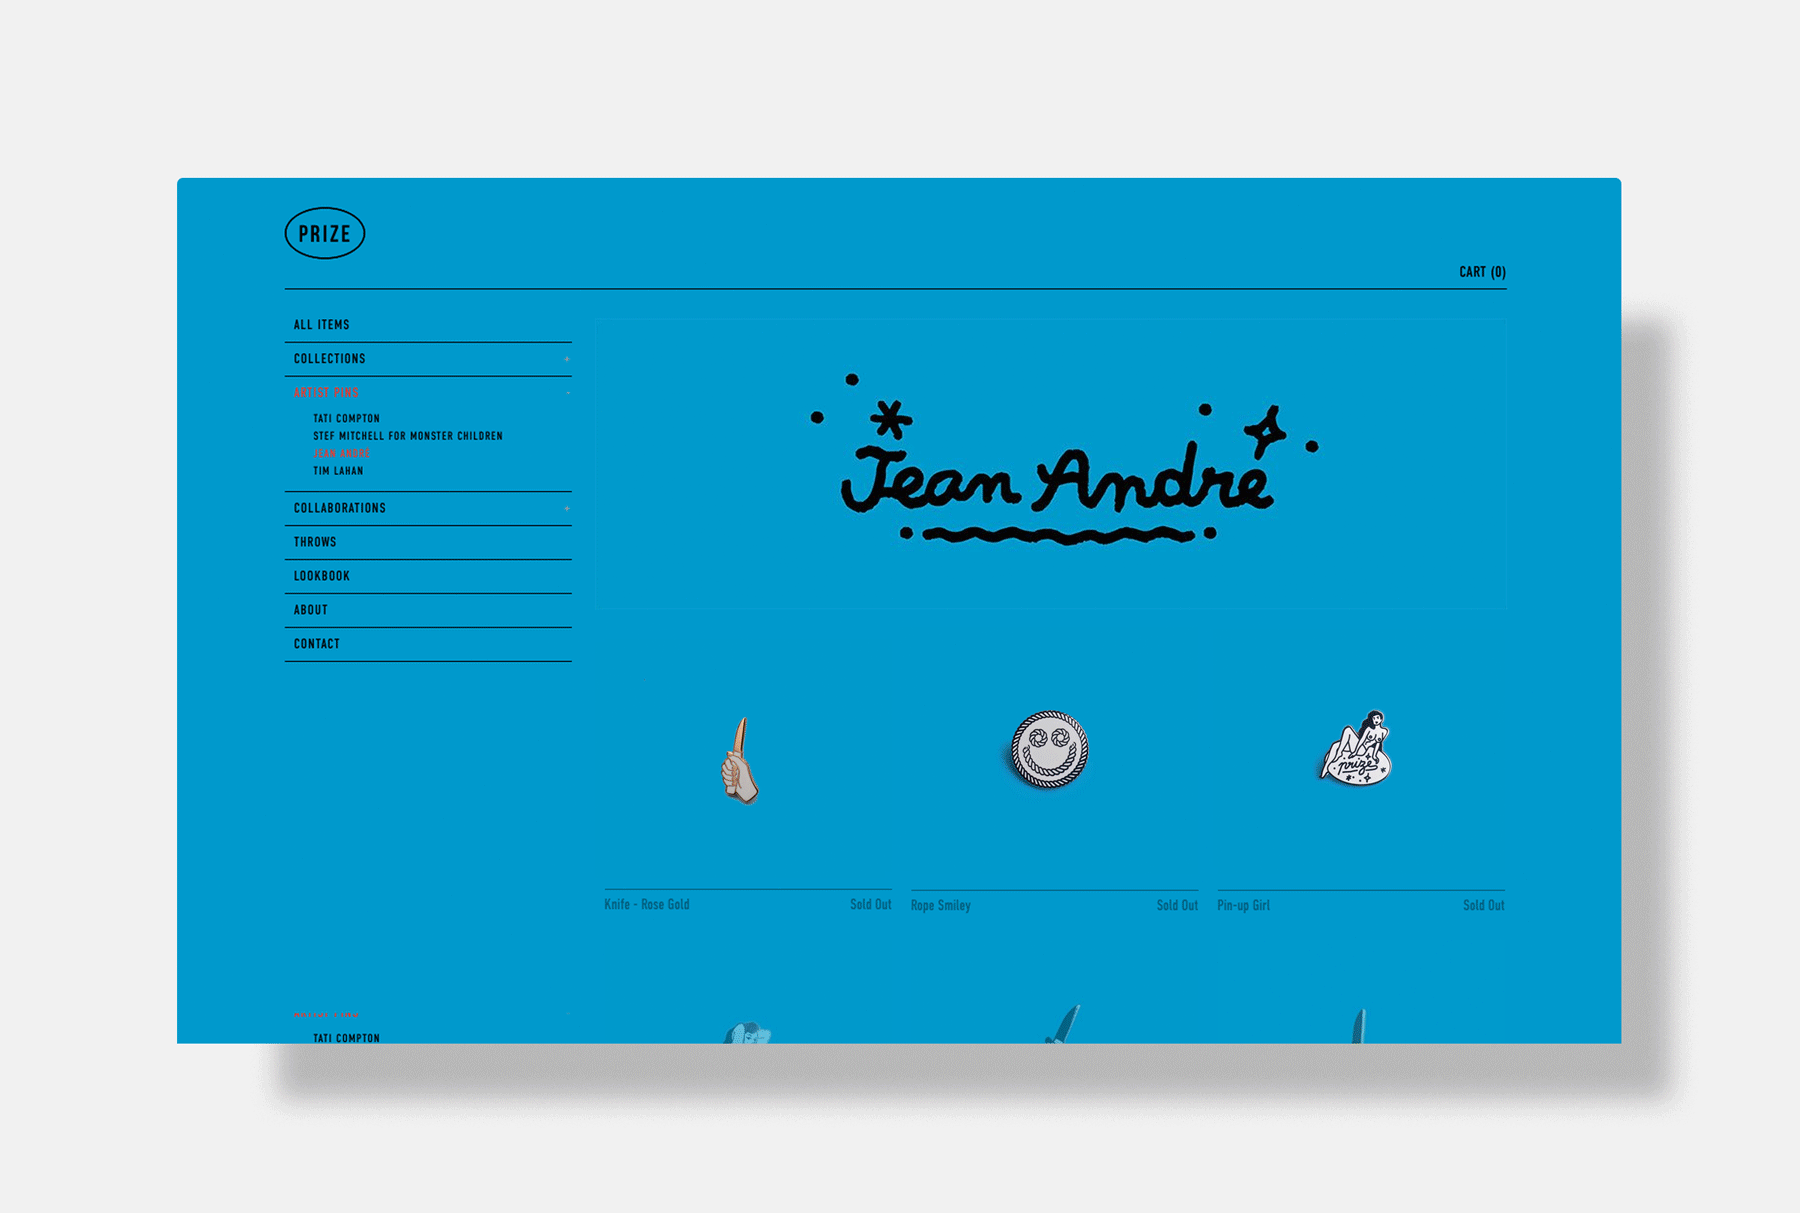 PRIZE
CART (0)
ALL ITEMS
COLLECTIONS +
ARTIST PINS -
TATI COMPTON
STEF MITCHELL FOR MONSTER CHILDREN
JEAN ANDRE
TIM LAHAN
COLLABORATIONS +
THROWS
LOOKBOOK
ABOUT
CONTACT
Jean Andre
prize
Knife - Rose Gold Sold Out
Rope Smiley Sold Out
Pin-up Girl Sold Out
TATI COMPTON